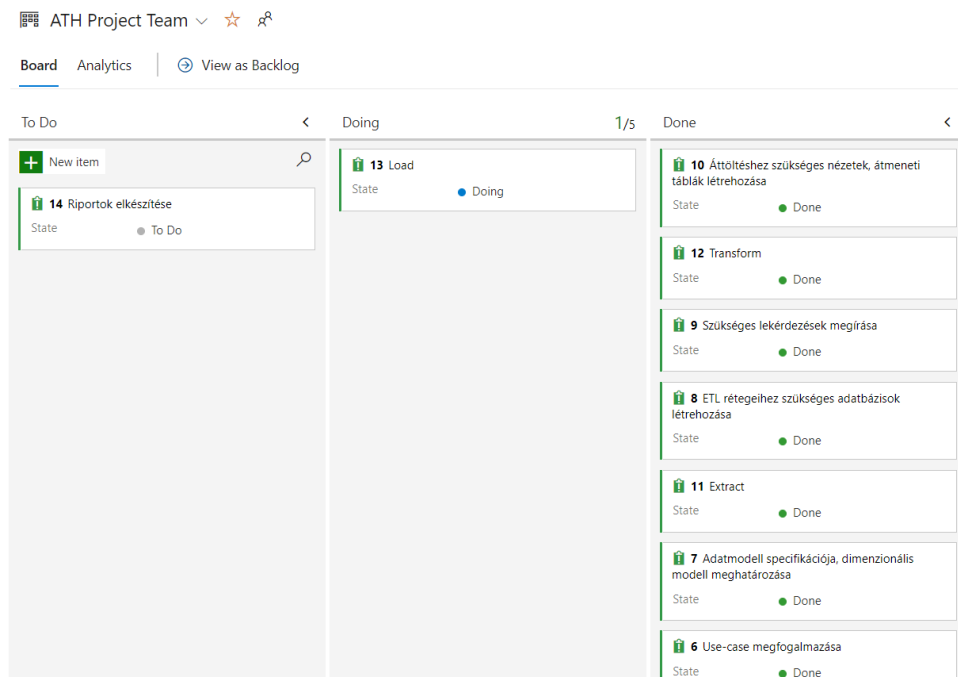 ATH Project Team
Board
Analytics
View as Backlog
To Do
New item
14 Riportok elkészítése
State
To Do
Doing
1/5
13 Load
State
Doing
Done
10 Áttöltéshez szükséges nézetek, átmeneti
táblák létrehozása
State
Done
12 Transform
State
Done
9 Szükséges lekérdezések megírása
State
Done
8 ETL rétegeihez szükséges adatbázisok
létrehozása
State
Done
11 Extract
State
Done
7 Adatmodell specifikációja, dimenzionális
modell meghatározása
State
Done
6 Use-case megfogalmazása
State
Done